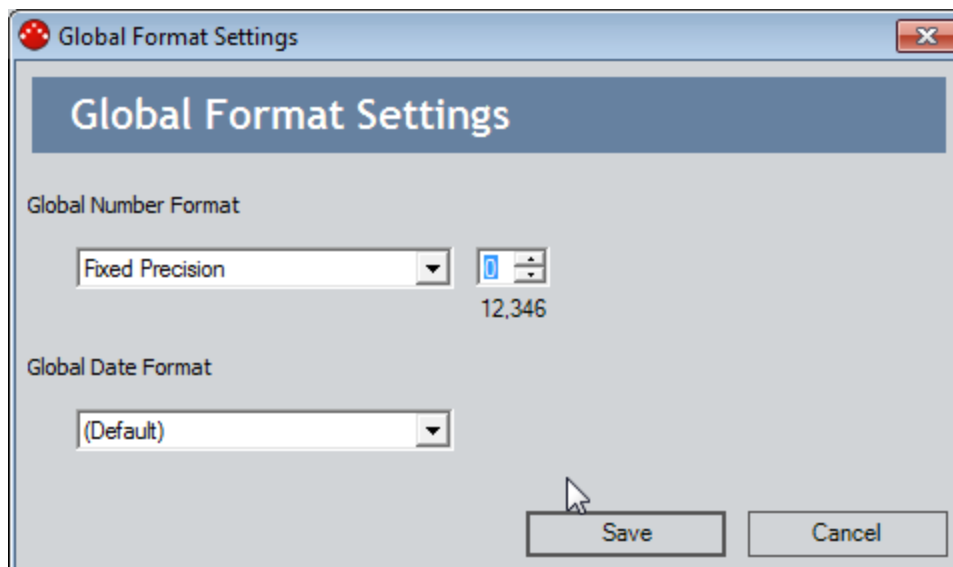 Global Format Settings
Global Format Settings
Global Number Format
Fixed Precision 0
12,346
Global Date Format
(Default)
Save Cancel